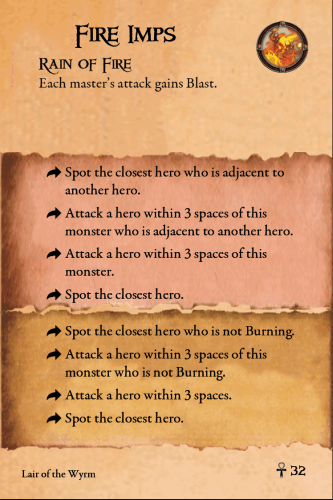 Fire Imps
Rain of Fire
Each master's attack gains Blast.
Spot the closest hero who is adjacent to
another hero.
Attack a hero within 3 spaces of this
monster who is adjacent to another hero.
Attack a hero within 3 spaces of this
monster.
Spot the closest hero.
Spot the closest hero who is not Burning.
Attack a hero within 3 spaces of this
monster who is not Burning.
Attack a hero within 3 spaces.
Spot the closest hero.
Lair of the Wyrm
32